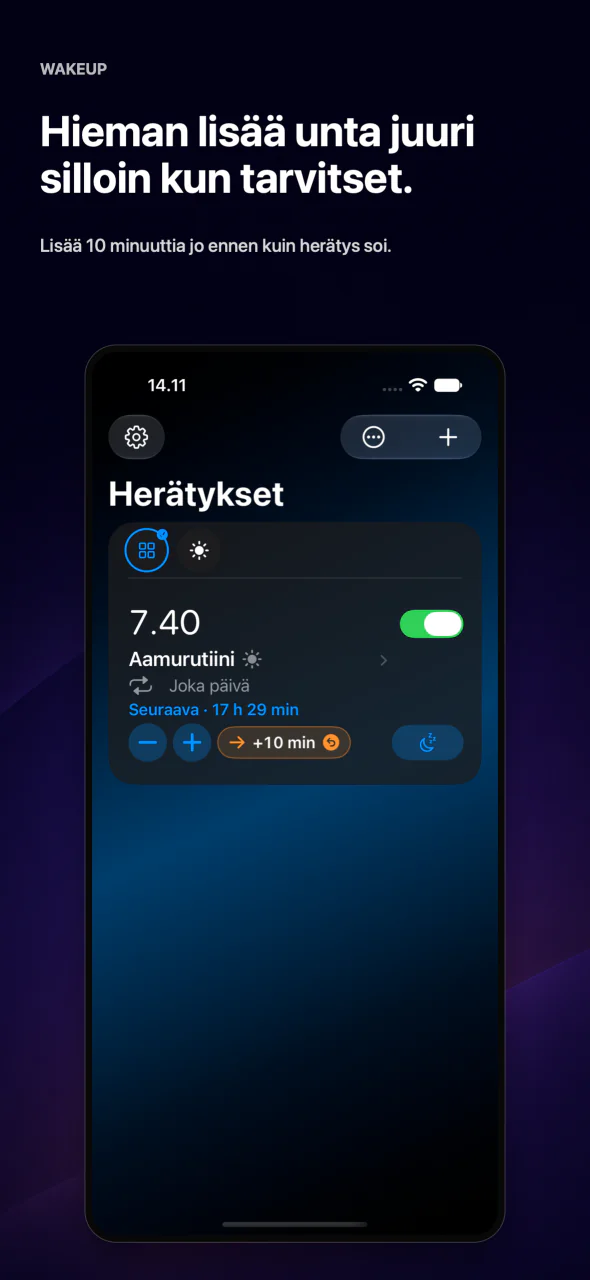 WAKEUP
Hieman lisää unta juuri
silloin kun tarvitset.
Lisää 10 minuuttia jo ennen kuin herätys soi.
14.11
Herätykset
7.40
Aamurutiini
Joka päivä
Seuraava · 17 h 29 min
+10 min